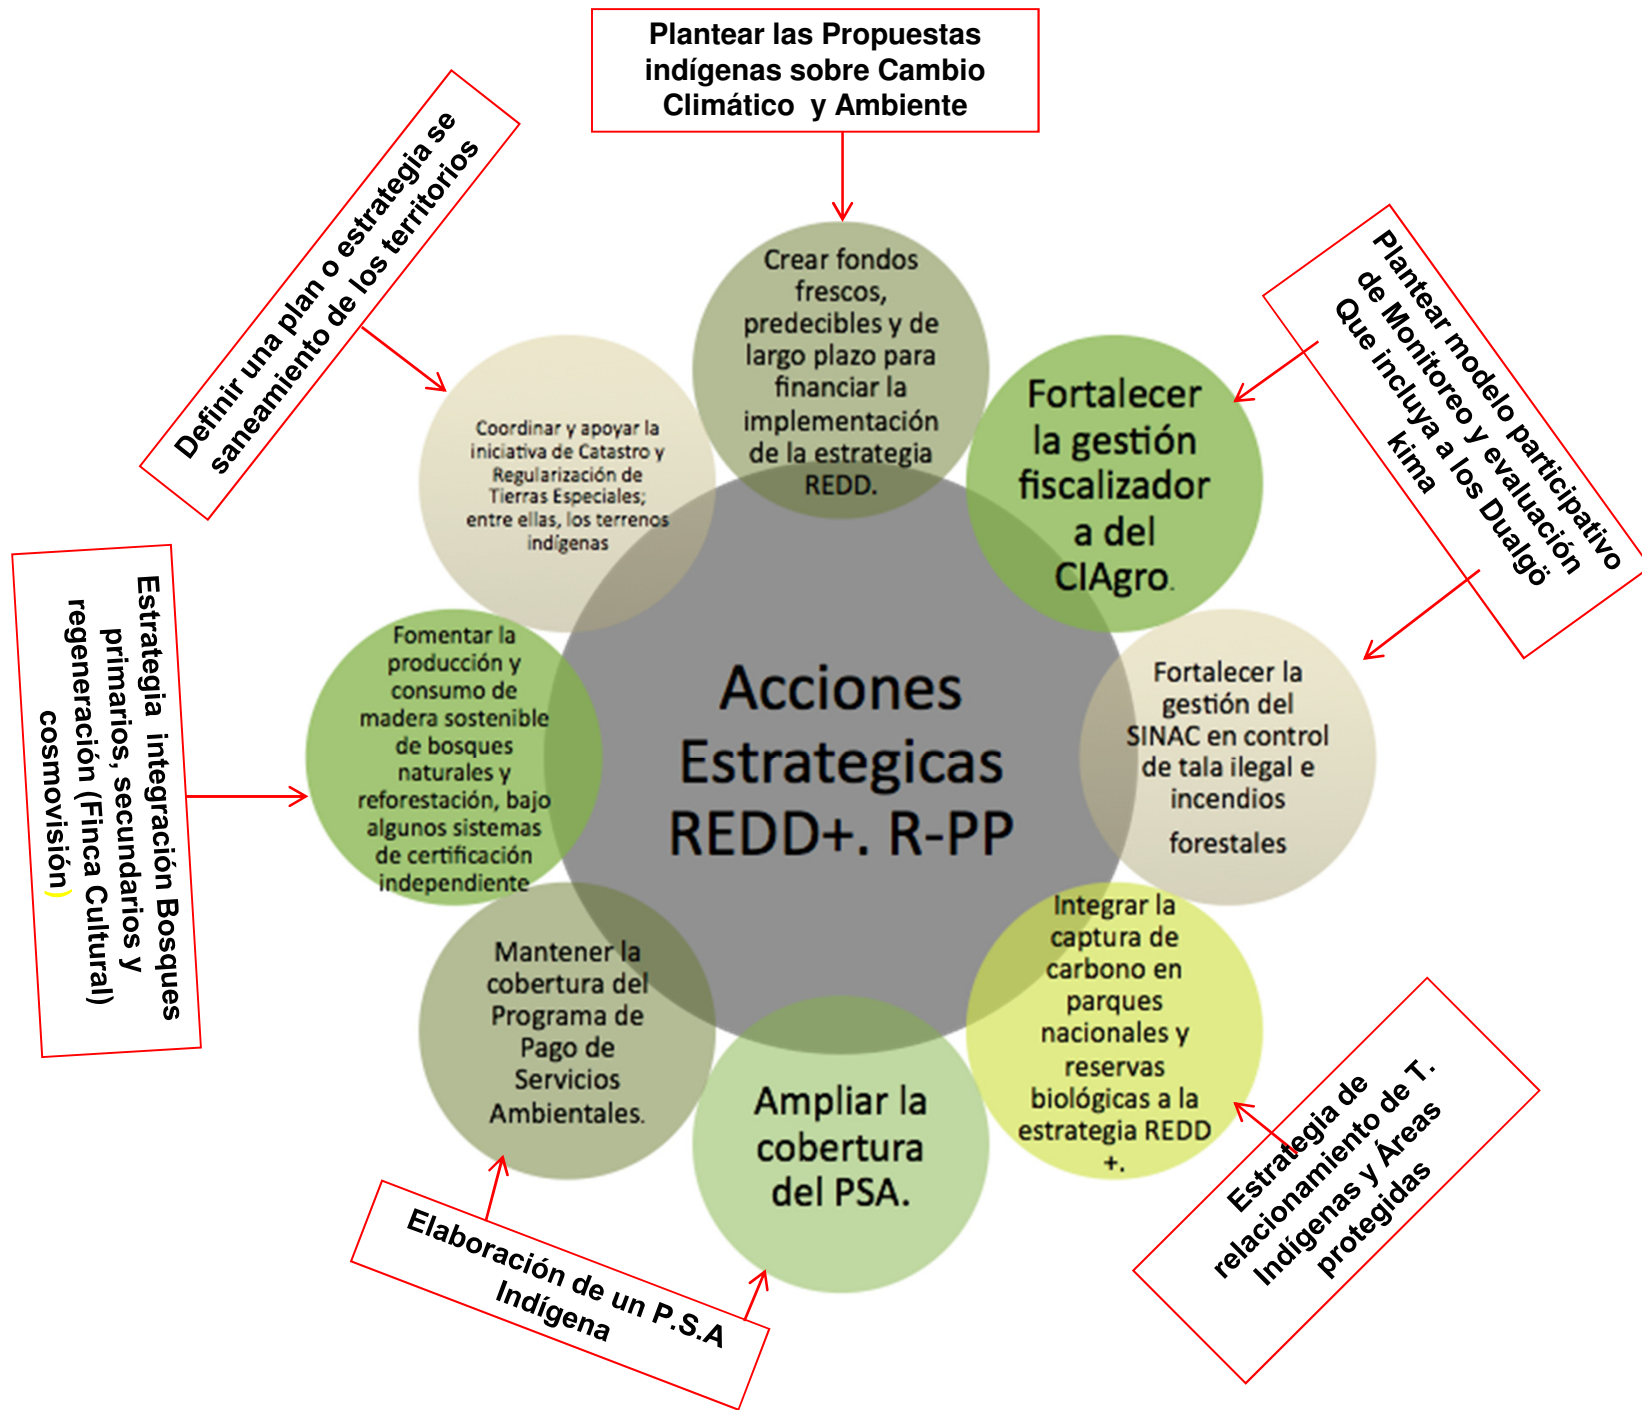 Plantear las Propuestas
indígenas sobre Cambio
Climático y Ambiente
Definir una plan o estrategia se
saneamiento de los territorios
Plantear modelo participativo
de Monitoreo y evaluación
Que incluya a los Dualgö
kima
Crear fondos
frescos,
predecibles y de
largo plazo para
financiar la
implementación
de la estrategia
REDD.
Fortalecer
la gestión
fiscalizador
a del
CIAgro.
Coordinar y apoyar la
iniciativa de Catastro y
Regularización de
Tierras Especiales;
entre ellas, los terrenos
indígenas
Estrategia integración Bosques
primarios, secundarios y
regeneración (Finca Cultural)
cosmovisión)
Fomentar la
producción y
consumo de
madera sostenible
de bosques
naturales y
reforestación, bajo
algunos sistemas
de certificación
independiente
Acciones
Estrategicas
REDD+. R-PP
Fortalecer la
gestión del
SINAC en control
de tala ilegal e
incendios
forestales
Mantener la
cobertura del
Programa de
Pago de
Servicios
Ambientales.
Integrar la
captura de
carbono en
parques
nacionales y
reservas
biológicas a la
estrategia REDD
+.
Ampliar la
cobertura
del PSA.
Elaboración de un P.S.A
Indígena
Estrategia de
relacionamiento de T.
Indígenas y Áreas
protegidas